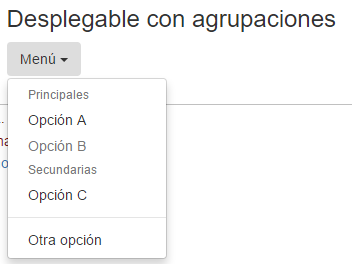 Desplegable con agrupaciones
Menú
Principales
Opción A
Opción B
Secundarias
Opción C
Otra opción